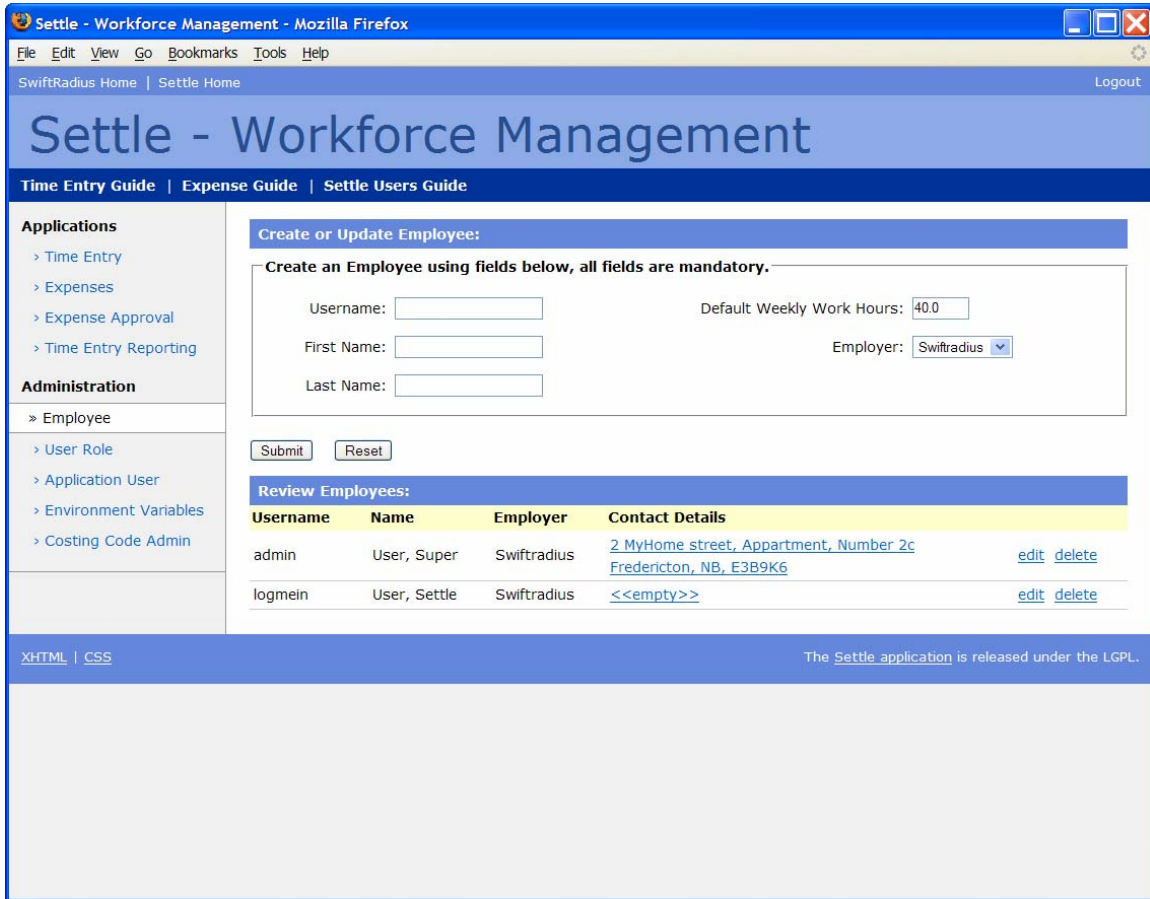 Settle - Workforce Management - Mozilla Firefox
File Edit View Go Bookmarks Tools Help
SwiftRadius Home | Settle Home
Logout
Settle - Workforce Management
Time Entry Guide | Expense Guide | Settle Users Guide
Applications
› Time Entry
› Expenses
› Expense Approval
› Time Entry Reporting
Administration
» Employee
› User Role
› Application User
› Environment Variables
› Costing Code Admin
Create or Update Employee:
Create an Employee using fields below, all fields are mandatory.
Username:
Default Weekly Work Hours: 40.0
First Name:
Employer: Swiftradius
Last Name:
Submit Reset
Review Employees:
Username Name Employer Contact Details
admin User, Super Swiftradius 2 MyHome street, Appartment, Number 2c
Fredericton, NB, E3B9K6 edit delete
logmein User, Settle Swiftradius <<empty>> edit delete
XHTML | CSS
The Settle application is released under the LGPL.